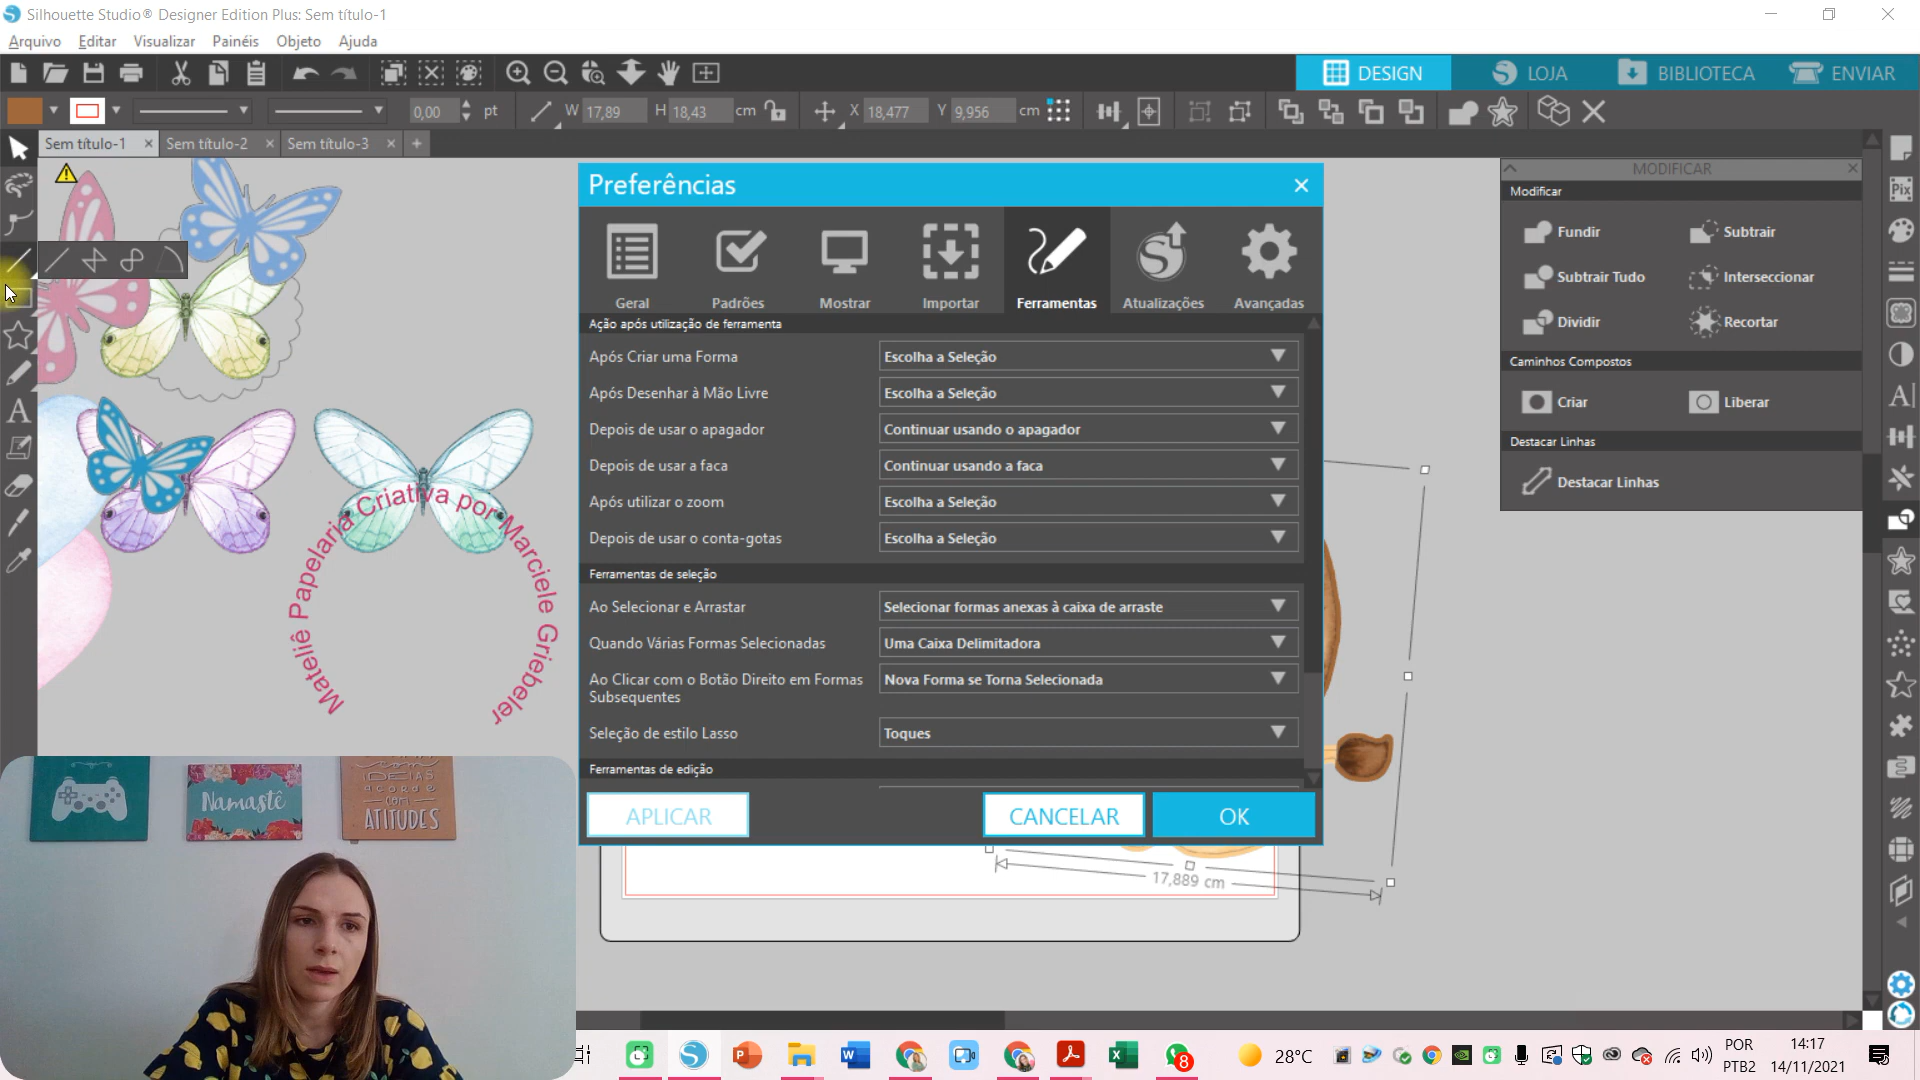 Silhouette Studio® Designer Edition Plus: Sem título-1
Arquivo Editar Visualizar Painéis Objeto Ajuda
DESIGN LOJA BIBLIOTECA ENVIAR
0,00 pt W 17,89 H 18,43 cm X 18,477 Y 9,956 cm
Sem título-1 Sem título-2 Sem título-3
Preferências
Geral Padrões Mostrar Importar Ferramentas Atualizações Avançadas
Ação após utilização de ferramenta
Após Criar uma Forma Escolha a Seleção
Após Desenhar à Mão Livre Escolha a Seleção
Depois de usar o apagador Continuar usando o apagador
Depois de usar a faca Continuar usando a faca
Após utilizar o zoom Escolha a Seleção
Depois de usar o conta-gotas Escolha a Seleção
Ferramentas de seleção
Ao Selecionar e Arrastar Selecionar formas anexas à caixa de arraste
Quando Várias Formas Selecionadas Uma Caixa Delimitadora
Ao Clicar com o Botão Direito em Formas Nova Forma se Torna Selecionada
Subsequentes
Seleção de estilo Lasso Toques
Ferramentas de edição
APLICAR CANCELAR OK
MODIFICAR
Modificar
Fundir Subtrair
Subtrair Tudo Interseccionar
Dividir Recortar
Caminhos Compostos
Criar Liberar
Destacar Linhas
Destacar Linhas
Pix
Mateliê Papelaria Criativa por Marciele Griebeler
17,889 cm
Namastê
IDEIAS
acorde
com
ATITUDES
8
28°C
POR
PTB2
14:17
14/11/2021